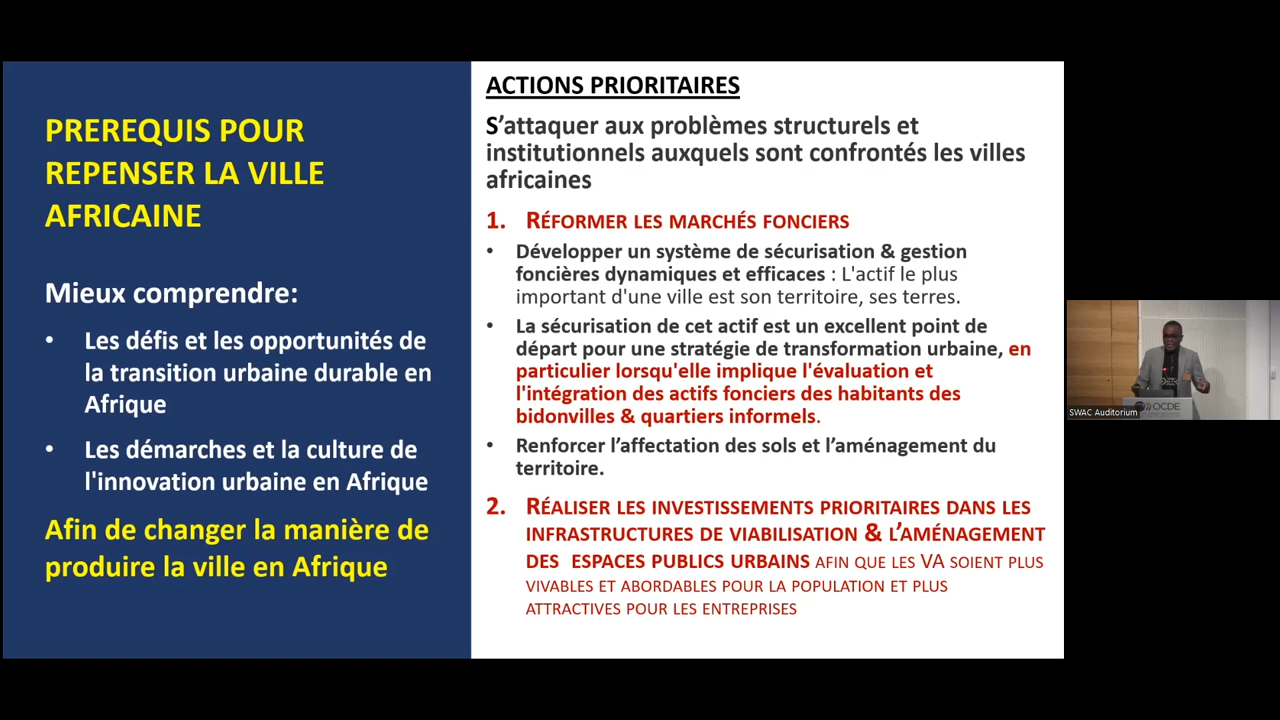 PREREQUIS POUR
REPENSER LA VILLE
AFRICAINE
Mieux comprendre:
• Les défis et les opportunités de
la transition urbaine durable en
Afrique
• Les démarches et la culture de
l'innovation urbaine en Afrique
Afin de changer la manière de
produire la ville en Afrique
ACTIONS PRIORITAIRES
S'attaquer aux problèmes structurels et
institutionnels auxquels sont confrontés les villes
africaines
1. RÉFORMER LES MARCHÉS FONCIERS
• Développer un système de sécurisation & gestion
foncières dynamiques et efficaces : L'actif le plus
important d'une ville est son territoire, ses terres.
• La sécurisation de cet actif est un excellent point de
départ pour une stratégie de transformation urbaine, en
particulier lorsqu'elle implique l'évaluation et
l'intégration des actifs fonciers des habitants des
bidonvilles & quartiers informels.
• Renforcer l'affectation des sols et l'aménagement du
territoire.
2. RÉALISER LES INVESTISSEMENTS PRIORITAIRES DANS LES
INFRASTRUCTURES DE VIABILISATION & L'AMÉNAGEMENT
DES ESPACES PUBLICS URBAINS AFIN QUE LES VA SOIENT PLUS
VIVABLES ET ABORDABLES POUR LA POPULATION ET PLUS
ATTRACTIVES POUR LES ENTREPRISES
SWAC Auditorium
OCDE